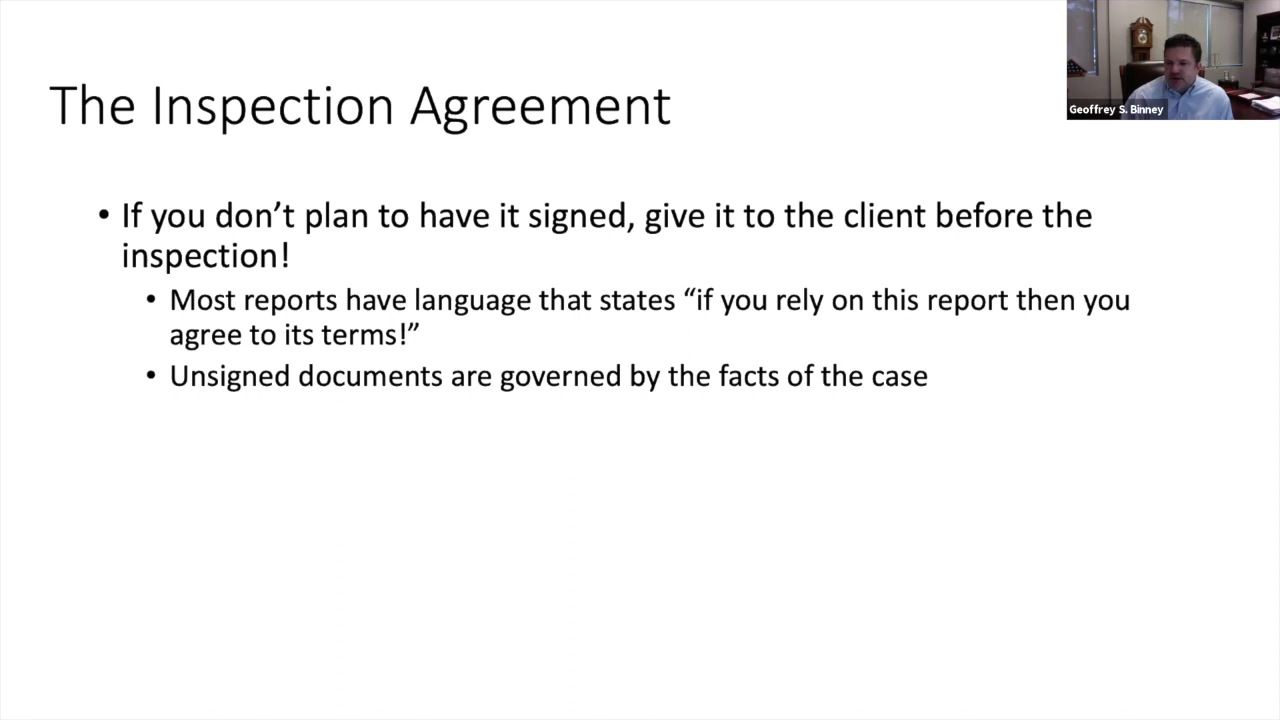 The Inspection Agreement
Geoffrey S. Binney
• If you don’t plan to have it signed, give it to the client before the
inspection!
• Most reports have language that states “if you rely on this report then you
agree to its terms!”
• Unsigned documents are governed by the facts of the case